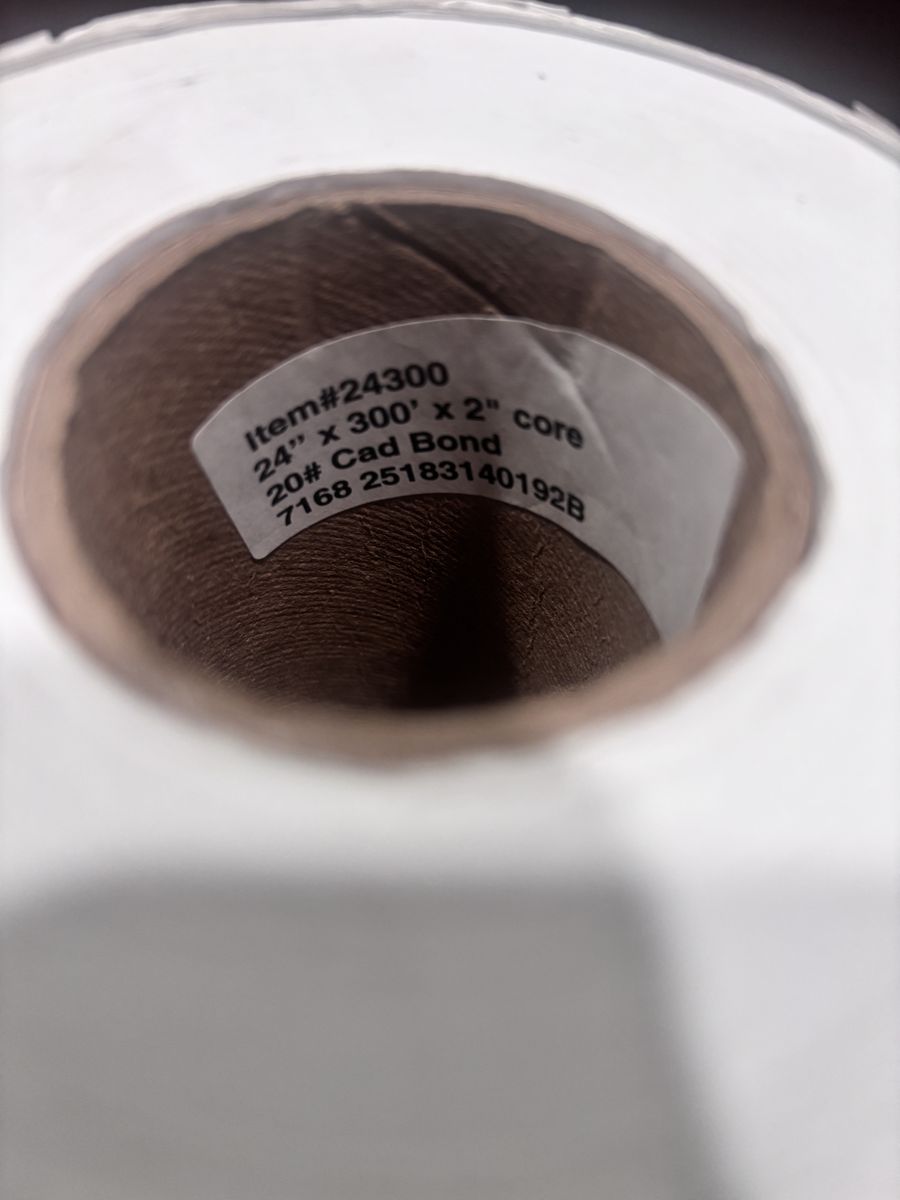 Item#24300
24” x 300’ x 2" core
20# Cad Bond
7168 25183140192B